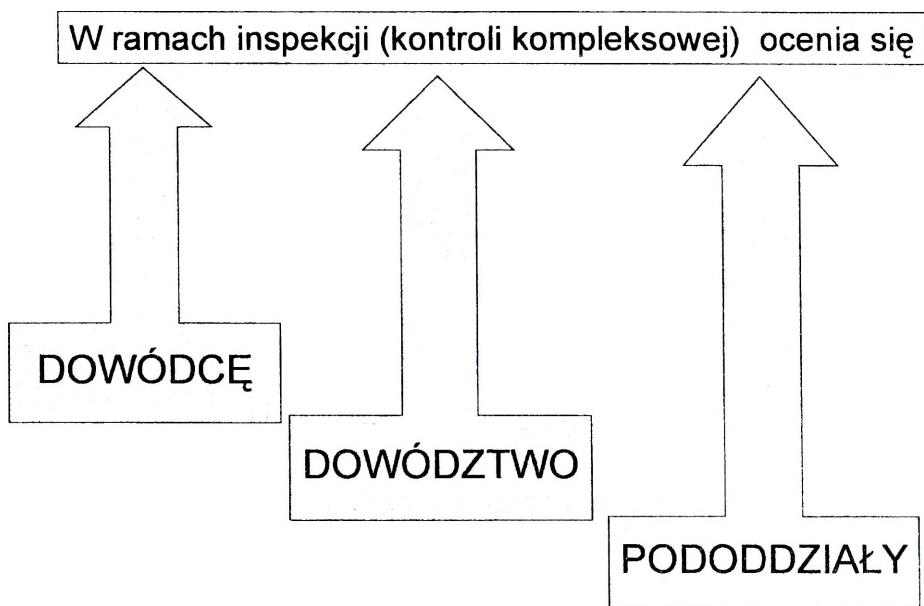 W ramach inspekcji (kontroli kompleksowej) ocenia się
DOWÓDCĘ
DOWÓDZTWO
PODODDZIAŁY